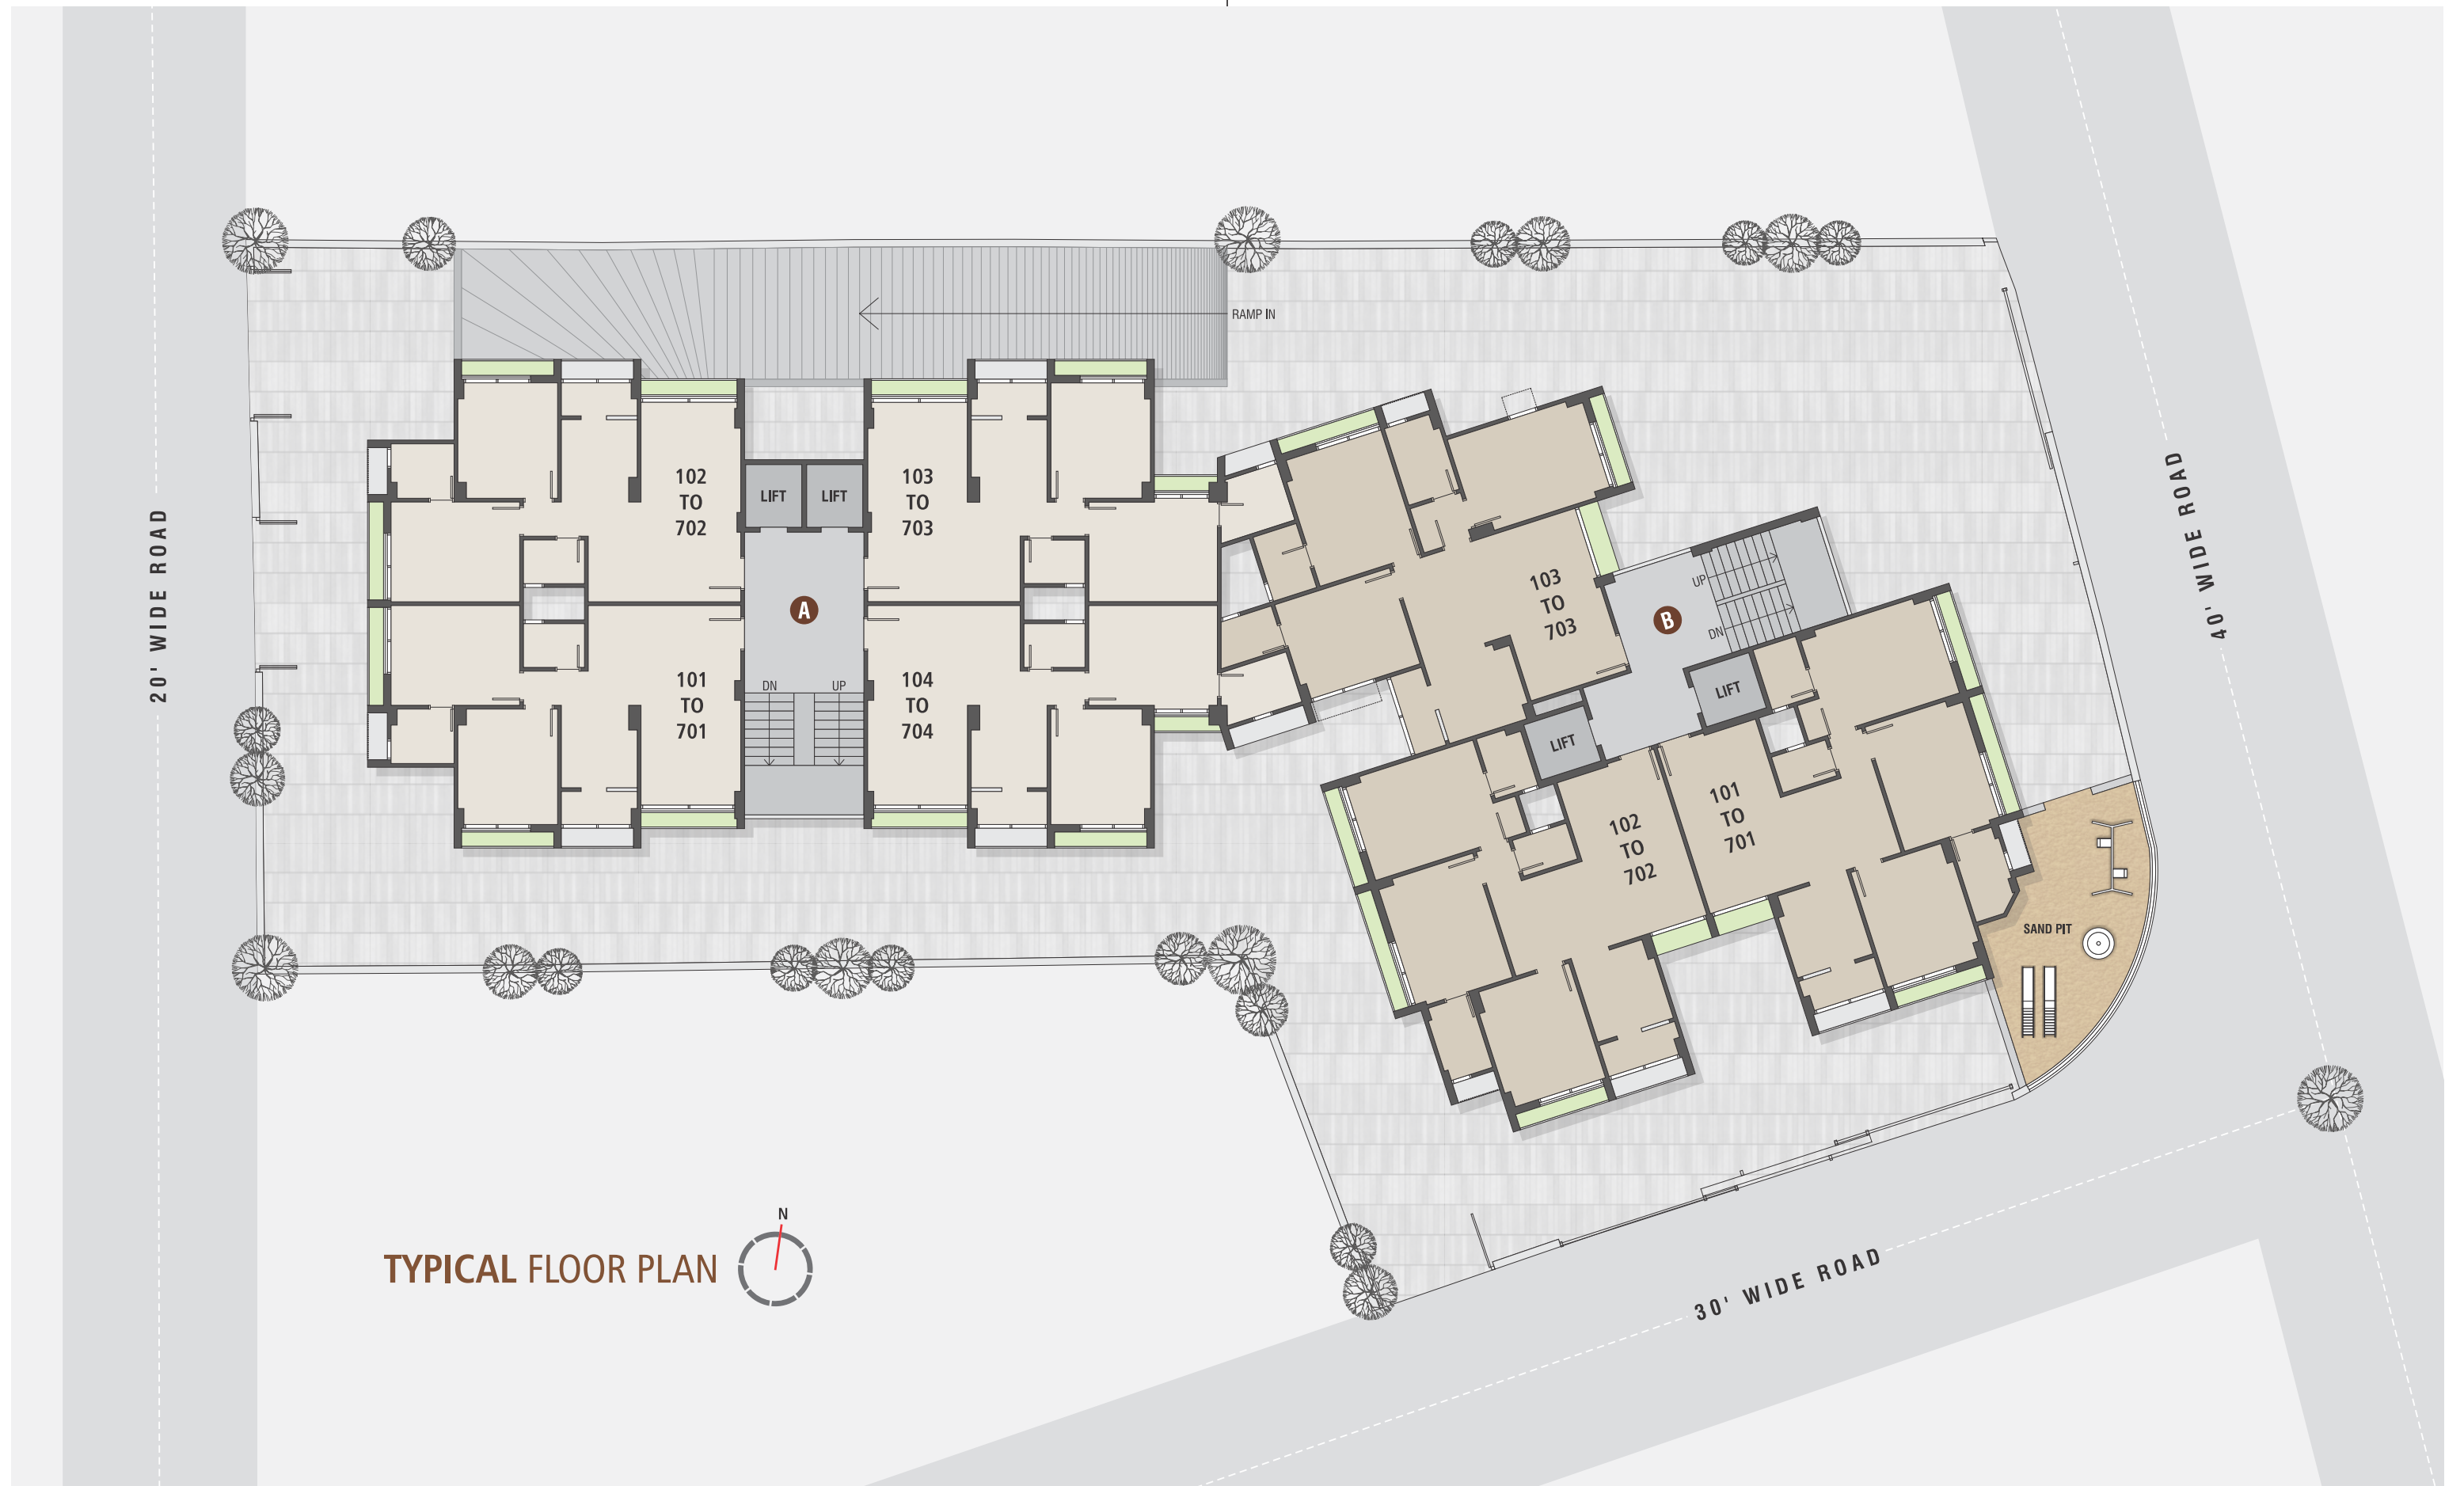 RAMP IN
102
TO
702
LIFT
LIFT
103
TO
703
A
101
TO
701
DN
UP
104
TO
704
20' WIDE ROAD
103
TO
703
UP
DN
B
LIFT
LIFT
102
TO
702
101
TO
701
40' WIDE ROAD
SAND PIT
30' WIDE ROAD
N
TYPICAL FLOOR PLAN